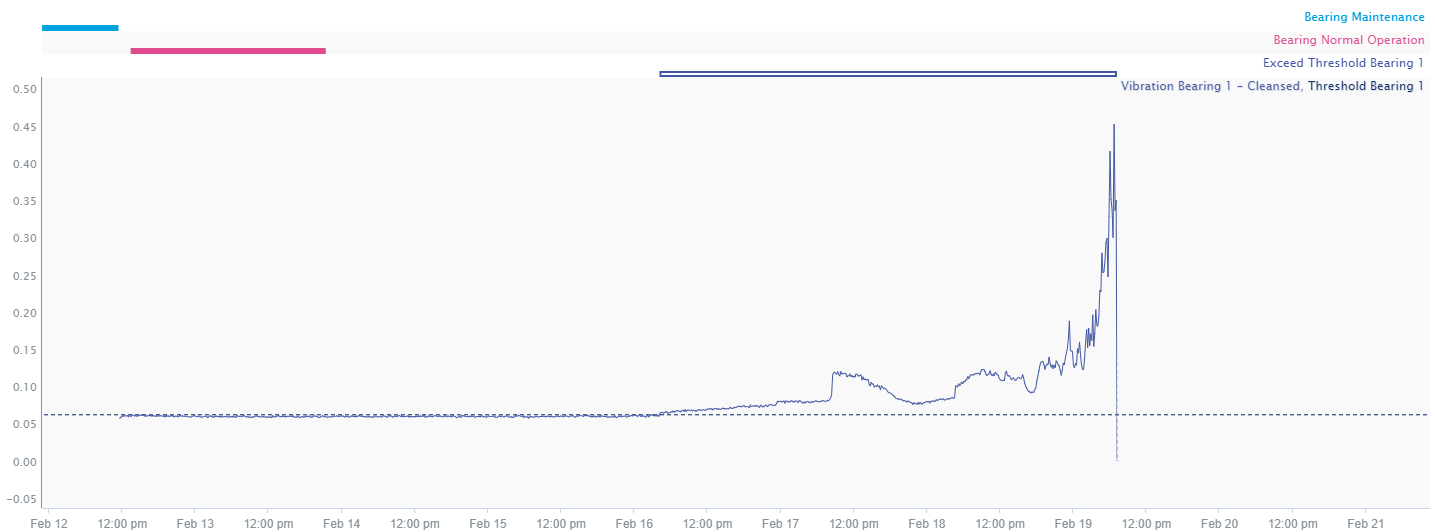 Bearing Maintenance
Bearing Normal Operation
Exceed Threshold Bearing 1
Vibration Bearing 1 - Cleansed, Threshold Bearing 1
0.50
0.45
0.40
0.35
0.30
0.25
0.20
0.15
0.10
0.05
0.00
-0.05
Feb 12 12:00 pm Feb 13 12:00 pm Feb 14 12:00 pm Feb 15 12:00 pm Feb 16 12:00 pm Feb 17 12:00 pm Feb 18 12:00 pm Feb 19 12:00 pm Feb 20 12:00 pm Feb 21